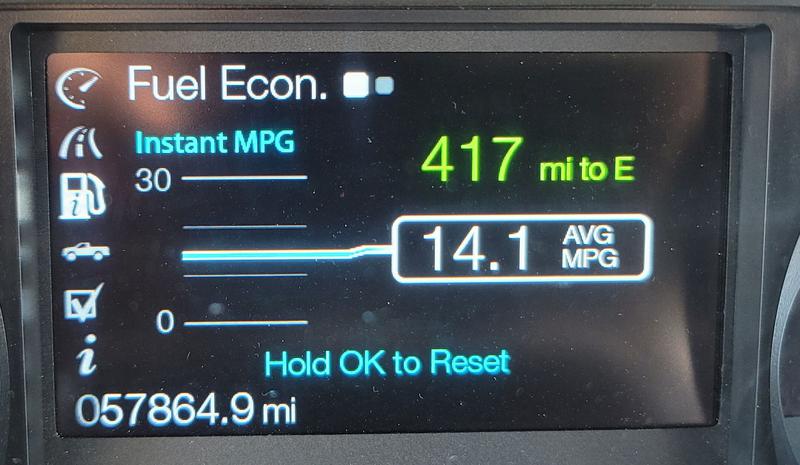 Fuel Econ.
Instant MPG
417 mi to E
30
14.1 AVG MPG
0
Hold OK to Reset
057864.9 mi